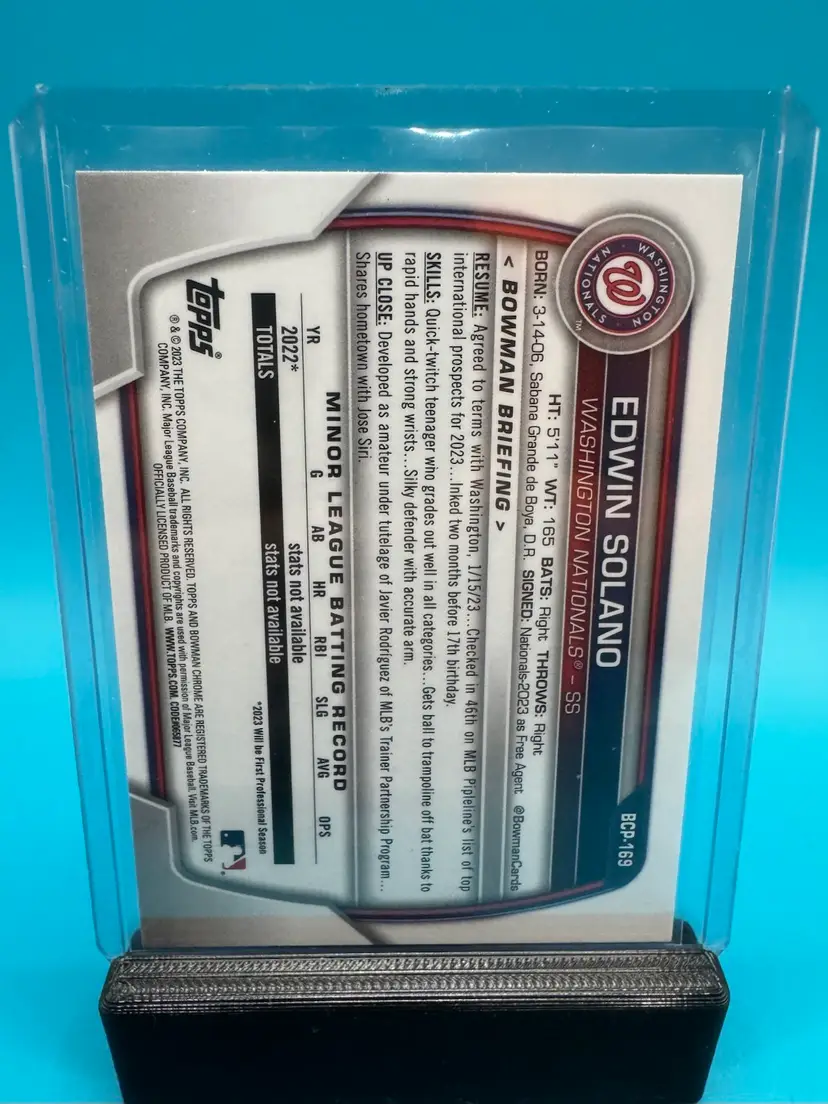 BCP-169
WASHINGTON
W
NATIONALS
TM
EDWIN SOLANO
WASHINGTON NATIONALS® - SS
HT: 5'11" WT: 165 BATS: Right THROWS: Right
BORN: 3-14-06, Sabana Grande de Boya, D.R. SIGNED: Nationals-2023 as Free Agent @BowmanCards
< BOWMAN BRIEFING >
RESUME: Agreed to terms with Washington, 1/15/23...Checked in 46th on MLB Pipleline's list of top
international prospects for 2023...Inked two months before 17th birthday.
SKILLS: Quick-twitch teenager who grades out well in all categories...Gets ball to trampoline off bat thanks to
rapid hands and strong wrists...Silky defender with accurate arm.
UP CLOSE: Developed as amateur under tutelage of Javier Rodríguez of MLB's Trainer Partnership Program...
Shares hometown with Jose Siri.
MINOR LEAGUE BATTING RECORD
YR G AB HR RBI SLG AVG OPS
2022* stats not available
TOTALS stats not available
*2023 Will be First Professional Season
topps®
® & © 2023 THE TOPPS COMPANY, INC. ALL RIGHTS RESERVED. TOPPS AND BOWMAN CHROME ARE REGISTERED TRADEMARKS OF THE TOPPS
COMPANY, INC. Major League Baseball trademarks and copyrights are used with permission of Major League Baseball. Visit MLB.com.
OFFICIALLY LICENSED PRODUCT OF MLB. WWW.TOPPS.COM. CODE#065877